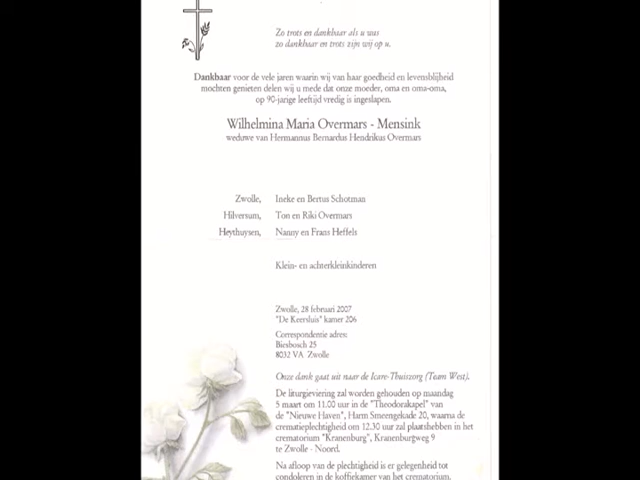 Zo trots en dankbaar als u was
zo dankbaar en trots zijn wij op u.
Dankbaar voor de vele jaren waarin wij van haar goedheid en levensblijheid
mochten genieten delen wij u mede dat onze moeder, oma en oma-oma,
op 90-jarige leeftijd vredig is ingeslapen.
Wilhelmina Maria Overmars - Mensink
weduwe van Hermannus Bernardus Hendrikus Overmars
Zwolle, Ineke en Bertus Schotman
Hilversum, Ton en Riki Overmars
Heythuysen, Nanny en Frans Heffels
Klein- en achterkleinkinderen
Zwolle, 28 februari 2007
"De Keersluis" kamer 206
Correspondentie adres:
Biesbosch 25
8032 VA Zwolle
Onze dank gaat uit naar de Icare-Thuiszorg (Team West).
De liturgieviering zal worden gehouden op maandag
5 maart om 11.00 uur in de "Theodorakapel" van
de "Nieuwe Haven", Harm Smeengekade 20, waarna de
crematieplechtigheid om 12.30 uur zal plaatshebben in het
crematorium "Kranenburg", Kranenburgweg 9
te Zwolle - Noord.
Na afloop van de plechtigheid is er gelegenheid tot
condoleren in de koffiekamer van het crematorium.